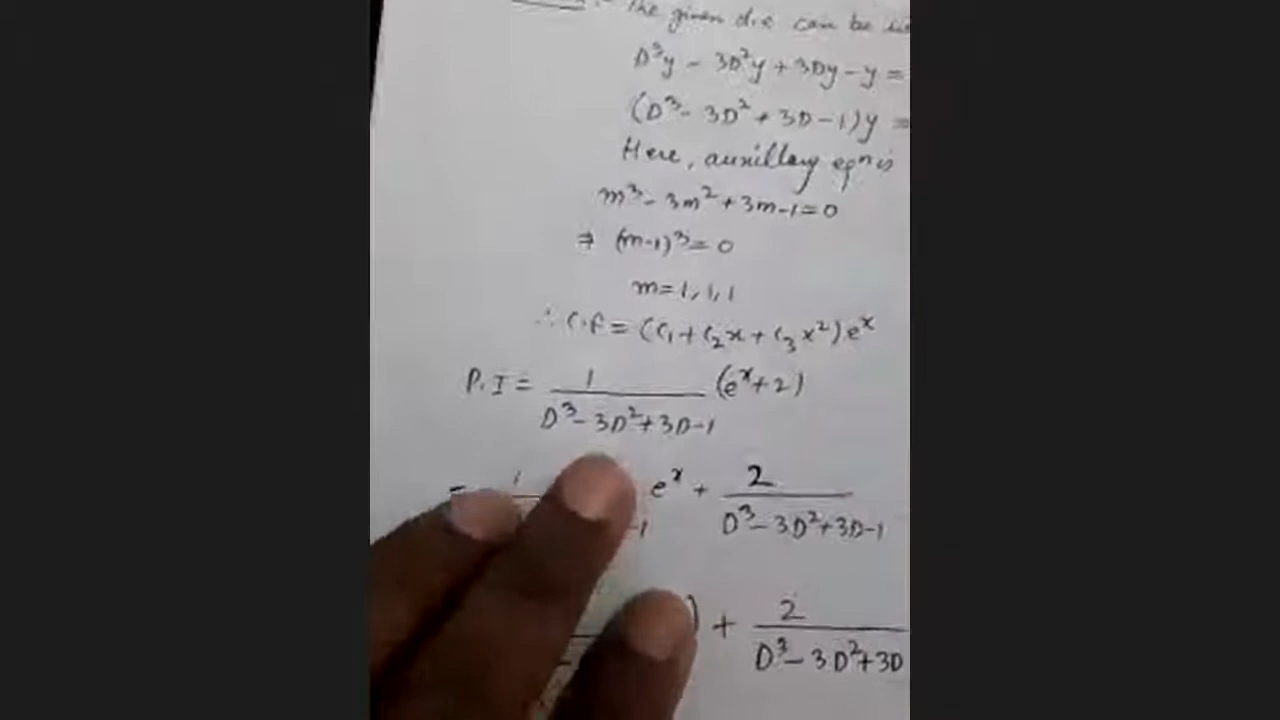 The given d.e can be
D³y - 3D²y + 3Dy - y =
(D³ - 3D² + 3D - 1)y =
Here, auxillary eqⁿ is
m³ - 3m² + 3m - 1 = 0
⇒ (m-1)³ = 0
m = 1, 1, 1
∴ C.F = (C₁ + C₂x + C₃x²)eˣ
P.I = 1 / (D³ - 3D² + 3D - 1) (eˣ + 2)
= 1 / -1 eˣ + 2 / (D³ - 3D² + 3D - 1)
) + 2 / D³ - 3D² + 3D